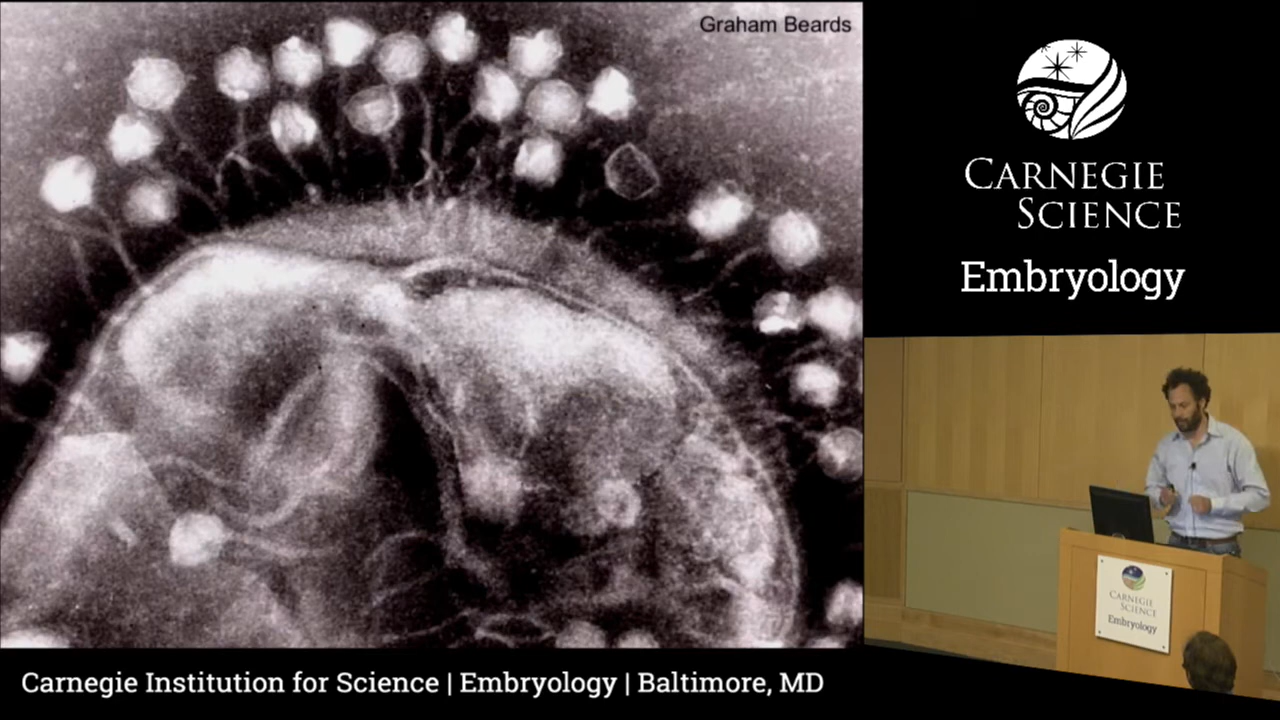 Graham Beards
CARNEGIE
SCIENCE
Embryology
CARNEGIE
SCIENCE
Embryology
Carnegie Institution for Science | Embryology | Baltimore, MD